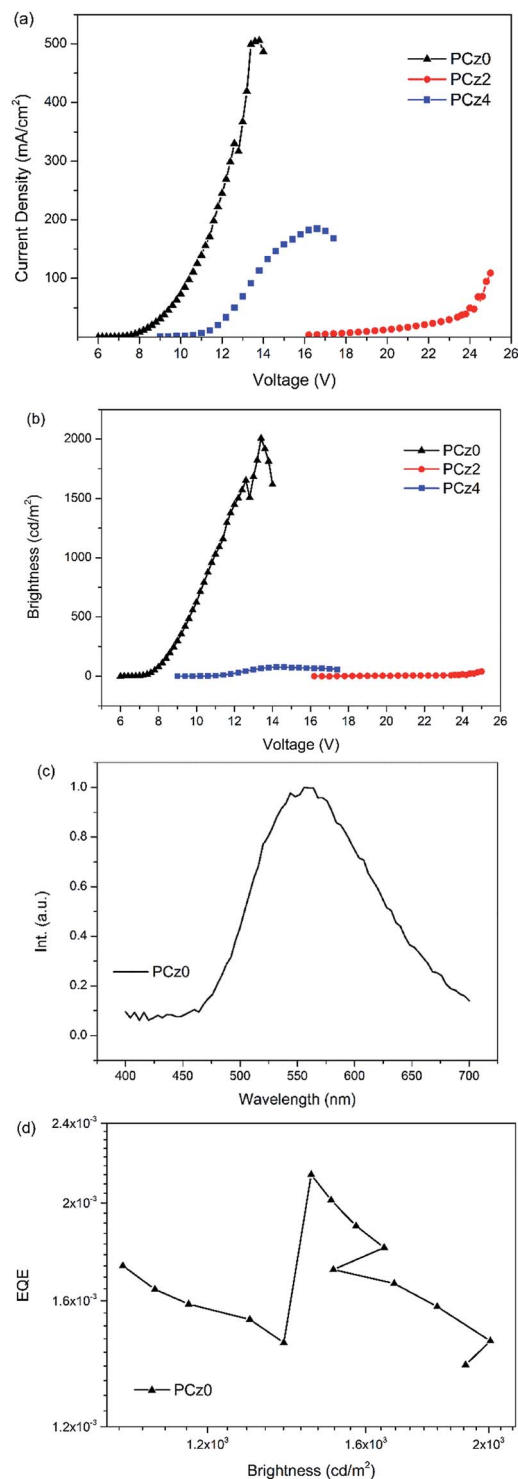 (a)
500
400
300
200
100
Current Density (mA/cm²)
PCz0
PCz2
PCz4
6 8 10 12 14 16 18 20 22 24 26
Voltage (V)
(b)
2000
1500
1000
500
0
Brightness (cd/m²)
PCz0
PCz2
PCz4
6 8 10 12 14 16 18 20 22 24 26
Voltage (V)
(c)
1.0
0.8
0.6
0.4
0.2
0.0
Int. (a.u.)
PCz0
400 450 500 550 600 650 700
Wavelength (nm)
(d)
2.4x10⁻³
2x10⁻³
1.6x10⁻³
1.2x10⁻³
EQE
PCz0
1.2x10³ 1.6x10³ 2x10³
Brightness (cd/m²)